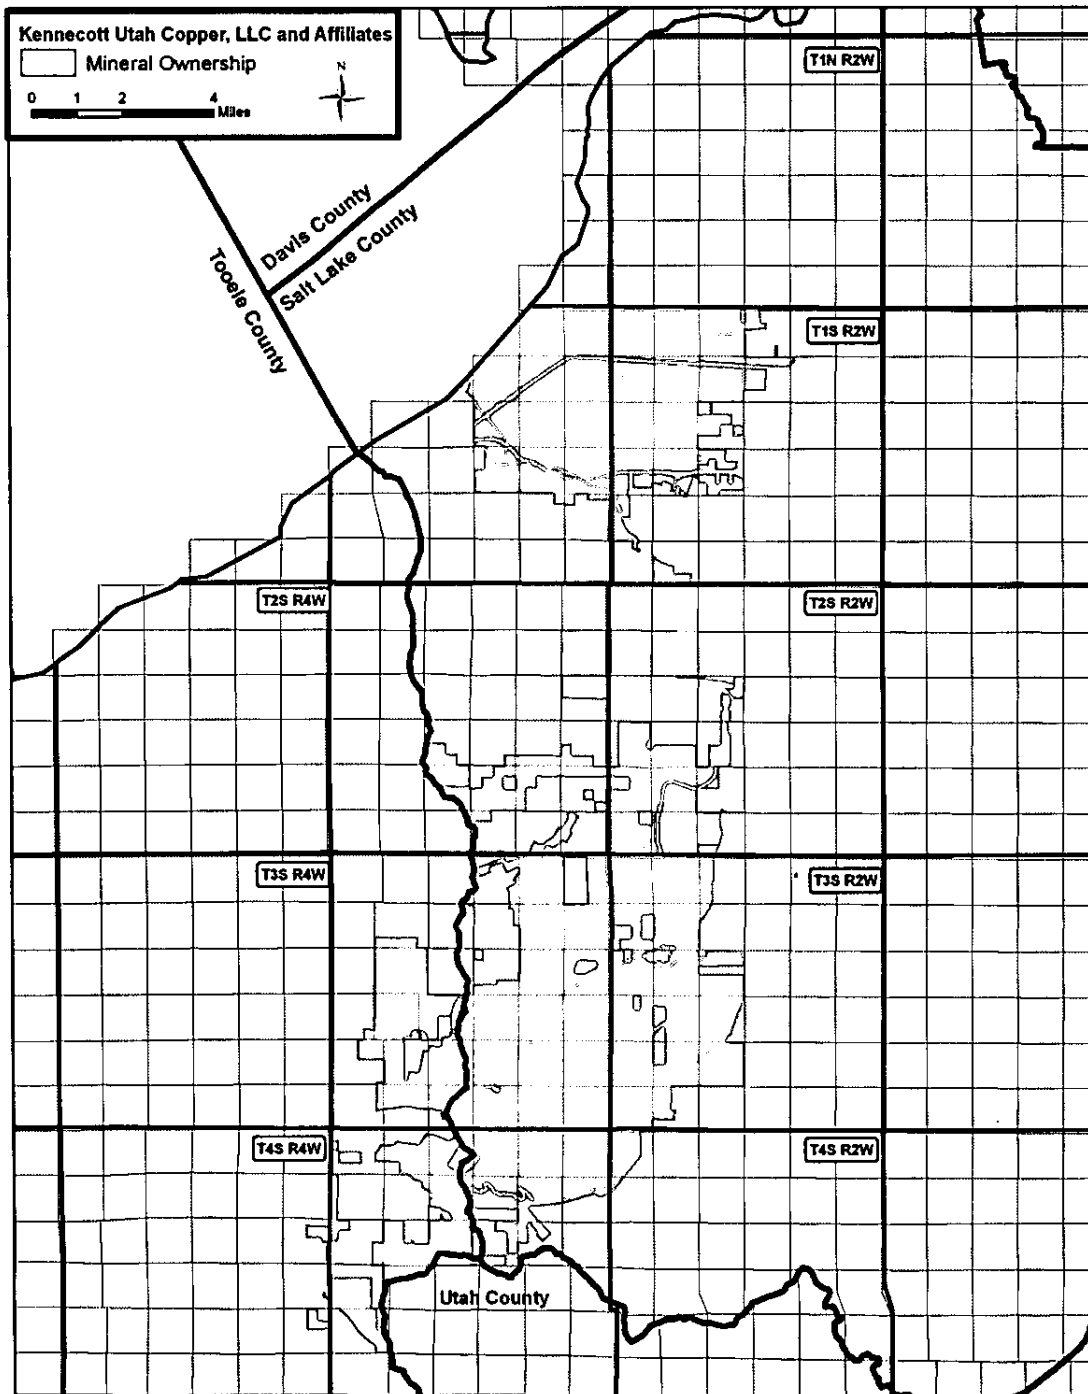 Kennecott Utah Copper, LLC and Affiliates
Mineral Ownership
N
0 1 2 4
Miles
T1N R2W
Davis County
Salt Lake County
Tooele County
T1S R2W
T2S R4W
T2S R2W
T3S R4W
T3S R2W
T4S R4W
T4S R2W
Utah County